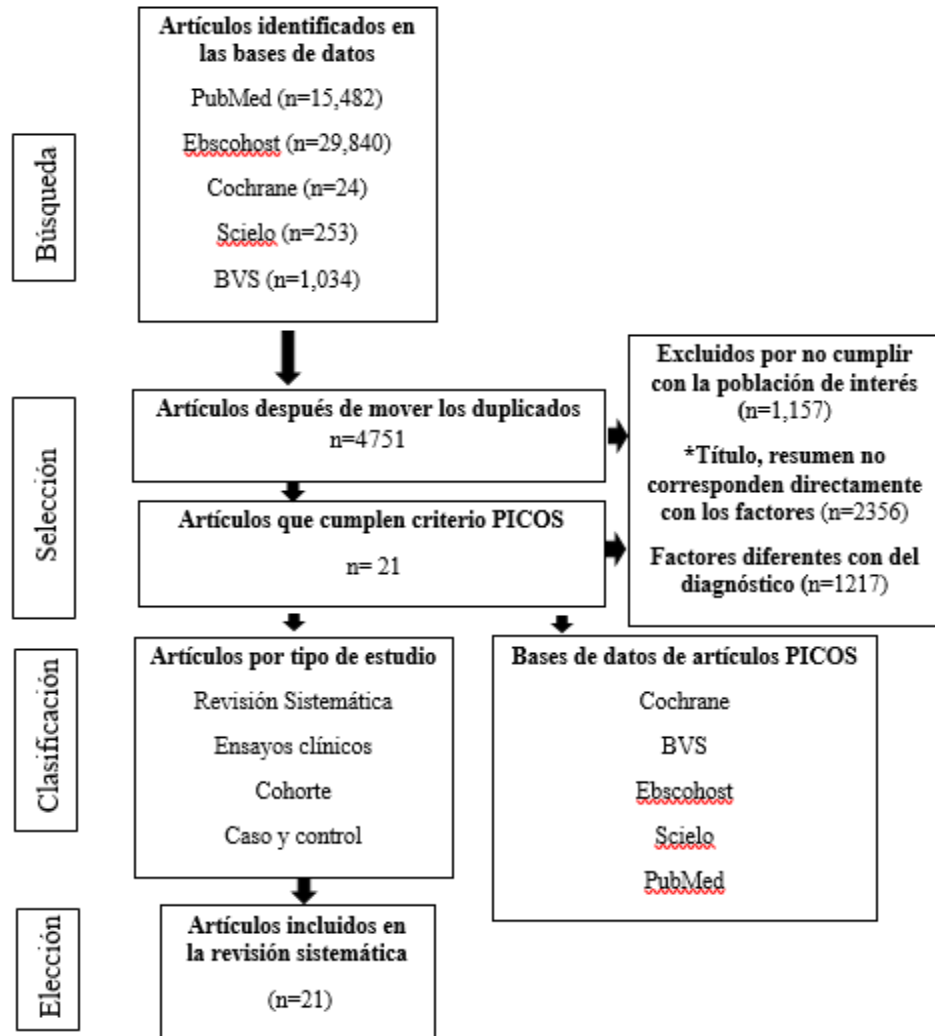 Búsqueda
Artículos identificados en
las bases de datos
PubMed (n=15,482)
Ebscohost (n=29,840)
Cochrane (n=24)
Scielo (n=253)
BVS (n=1,034)
Selección
Artículos después de mover los duplicados
n=4751
Artículos que cumplen criterio PICOS
n= 21
Excluidos por no cumplir
con la población de interés
(n=1,157)
*Título, resumen no
corresponden directamente
con los factores (n=2356)
Factores diferentes con del
diagnóstico (n=1217)
Clasificación
Artículos por tipo de estudio
Revisión Sistemática
Ensayos clínicos
Cohorte
Caso y control
Bases de datos de artículos PICOS
Cochrane
BVS
Ebscohost
Scielo
PubMed
Elección
Artículos incluidos en
la revisión sistemática
(n=21)